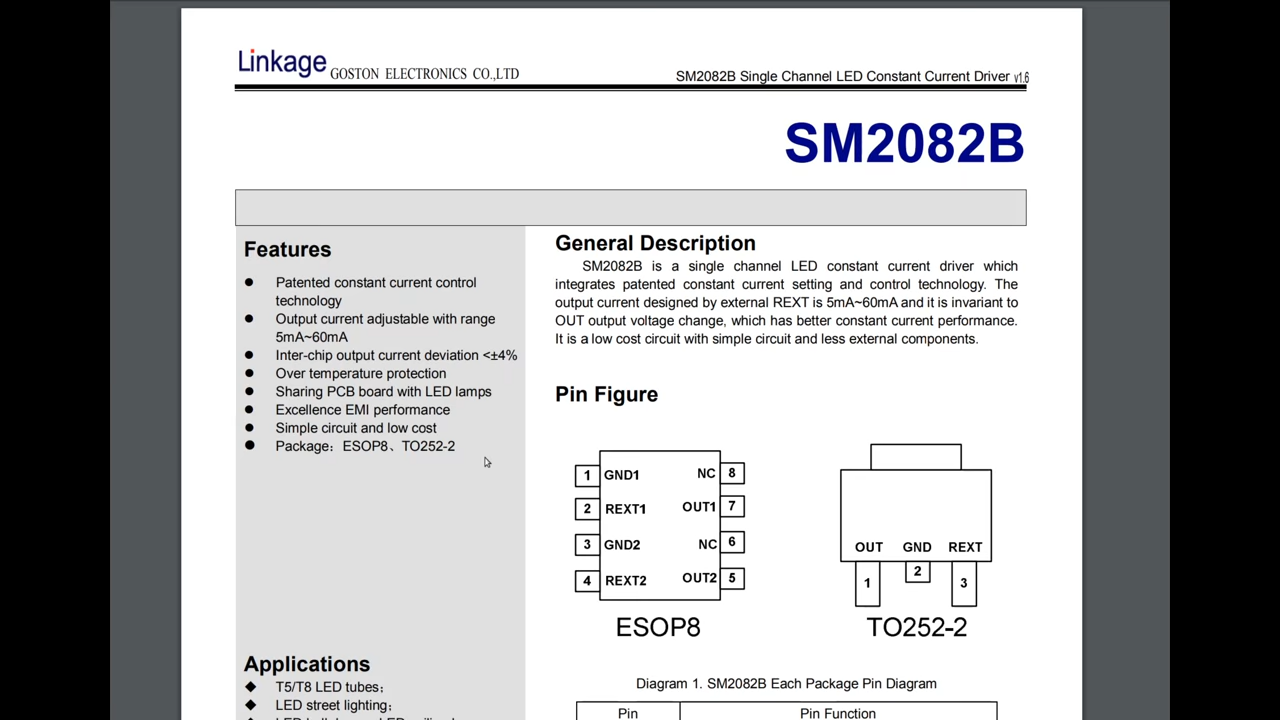 Linkage GOSTON ELECTRONICS CO.,LTD
SM2082B Single Channel LED Constant Current Driver v1.6
SM2082B
Features
● Patented constant current control
technology
● Output current adjustable with range
5mA~60mA
● Inter-chip output current deviation <±4%
● Over temperature protection
● Sharing PCB board with LED lamps
● Excellence EMI performance
● Simple circuit and low cost
● Package：ESOP8、TO252-2
Applications
◆ T5/T8 LED tubes；
◆ LED street lighting；
General Description
SM2082B is a single channel LED constant current driver which
integrates patented constant current setting and control technology. The
output current designed by external REXT is 5mA~60mA and it is invariant to
OUT output voltage change, which has better constant current performance.
It is a low cost circuit with simple circuit and less external components.
Pin Figure
1 GND1 NC 8
2 REXT1 OUT1 7
3 GND2 NC 6
4 REXT2 OUT2 5
ESOP8
OUT GND REXT
1 2 3
TO252-2
Diagram 1. SM2082B Each Package Pin Diagram
Pin Pin Function